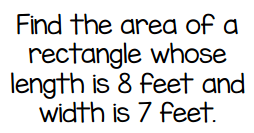 Find the area of a
rectangle whose
length is 8 feet and
width is 7 feet.